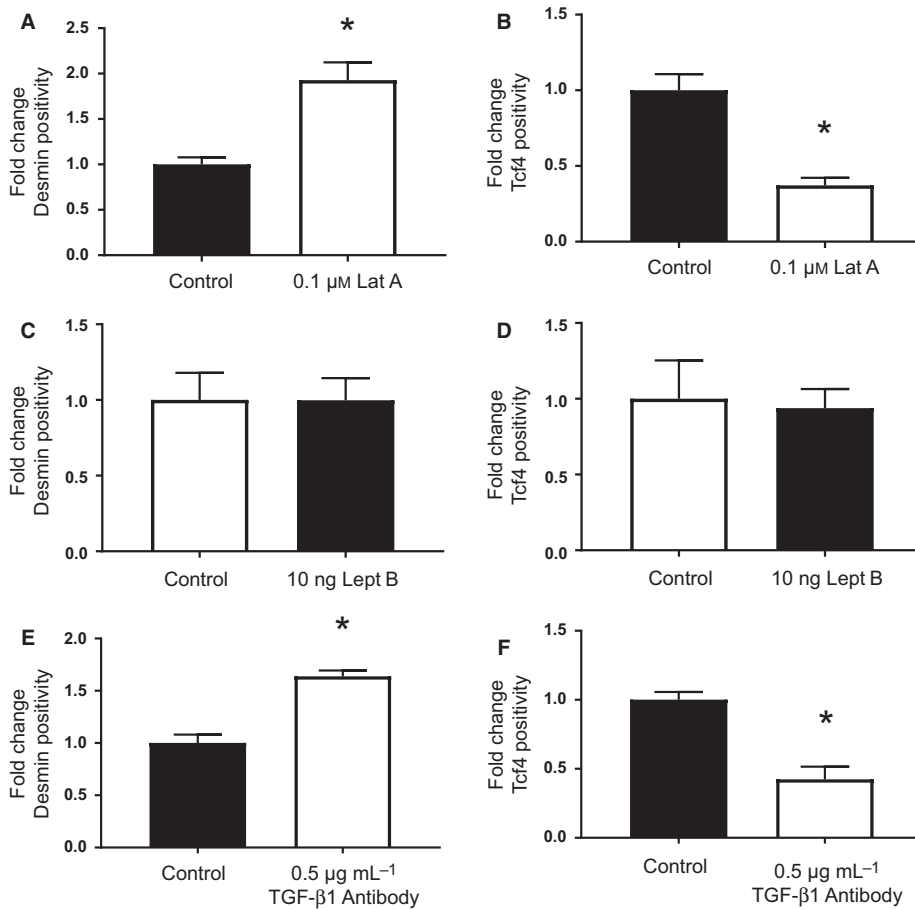 A
Fold change
Desmin positivity
2.5
2.0
1.5
1.0
0.5
0.0
*
Control
0.1 µM Lat A
B
Fold change
Tcf4 positivity
1.5
1.0
0.5
0.0
*
Control
0.1 µM Lat A
C
Fold change
Desmin positivity
1.5
1.0
0.5
0.0
Control
10 ng Lept B
D
Fold change
Tcf4 positivity
1.5
1.0
0.5
0.0
Control
10 ng Lept B
E
Fold change
Desmin positivity
2.0
1.5
1.0
0.5
0.0
*
Control
0.5 µg mL⁻¹
TGF-β1 Antibody
F
Fold change
Tcf4 positivity
1.5
1.0
0.5
0.0
*
Control
0.5 µg mL⁻¹
TGF-β1 Antibody